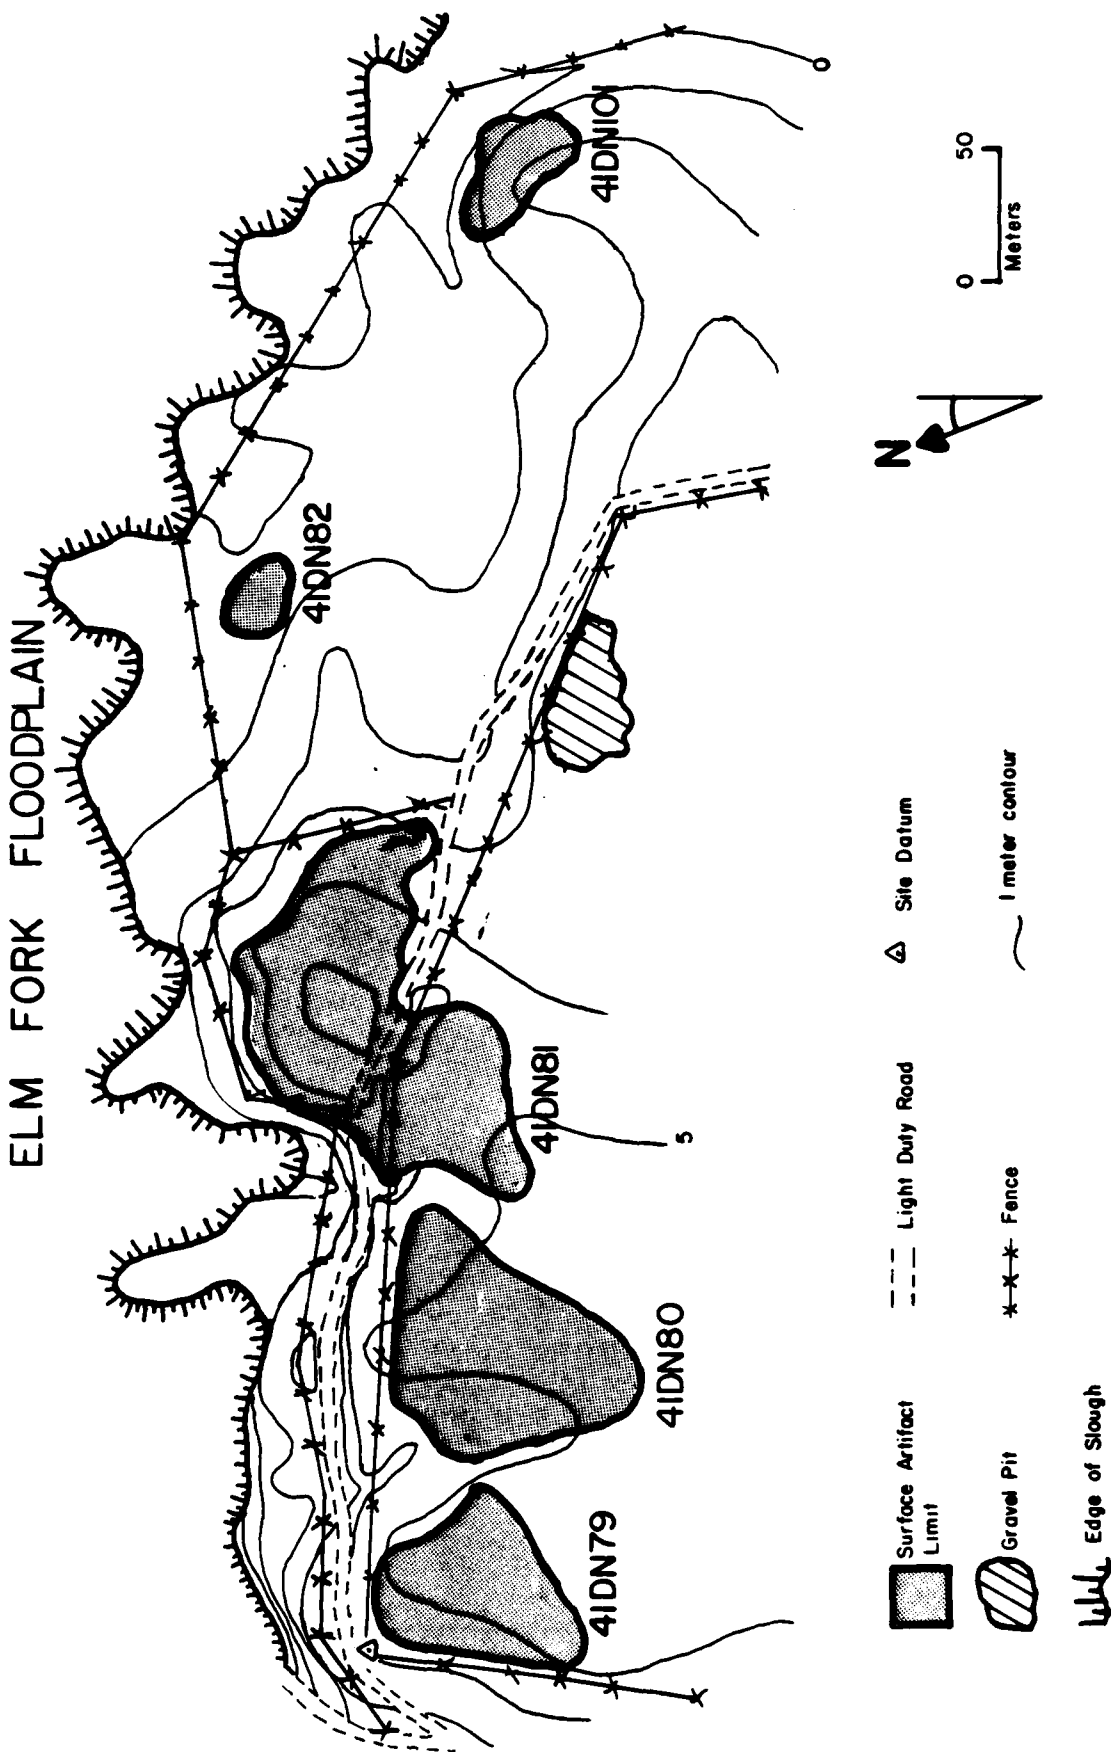 ELM FORK FLOODPLAIN
41DN79
41DN80
41DN81
41DN82
41DN101
5
0
N
0 50
Meters
Surface Artifact
Limit
Light Duty Road
Site Datum
Gravel Pit
Fence
1 meter contour
Edge of Slough